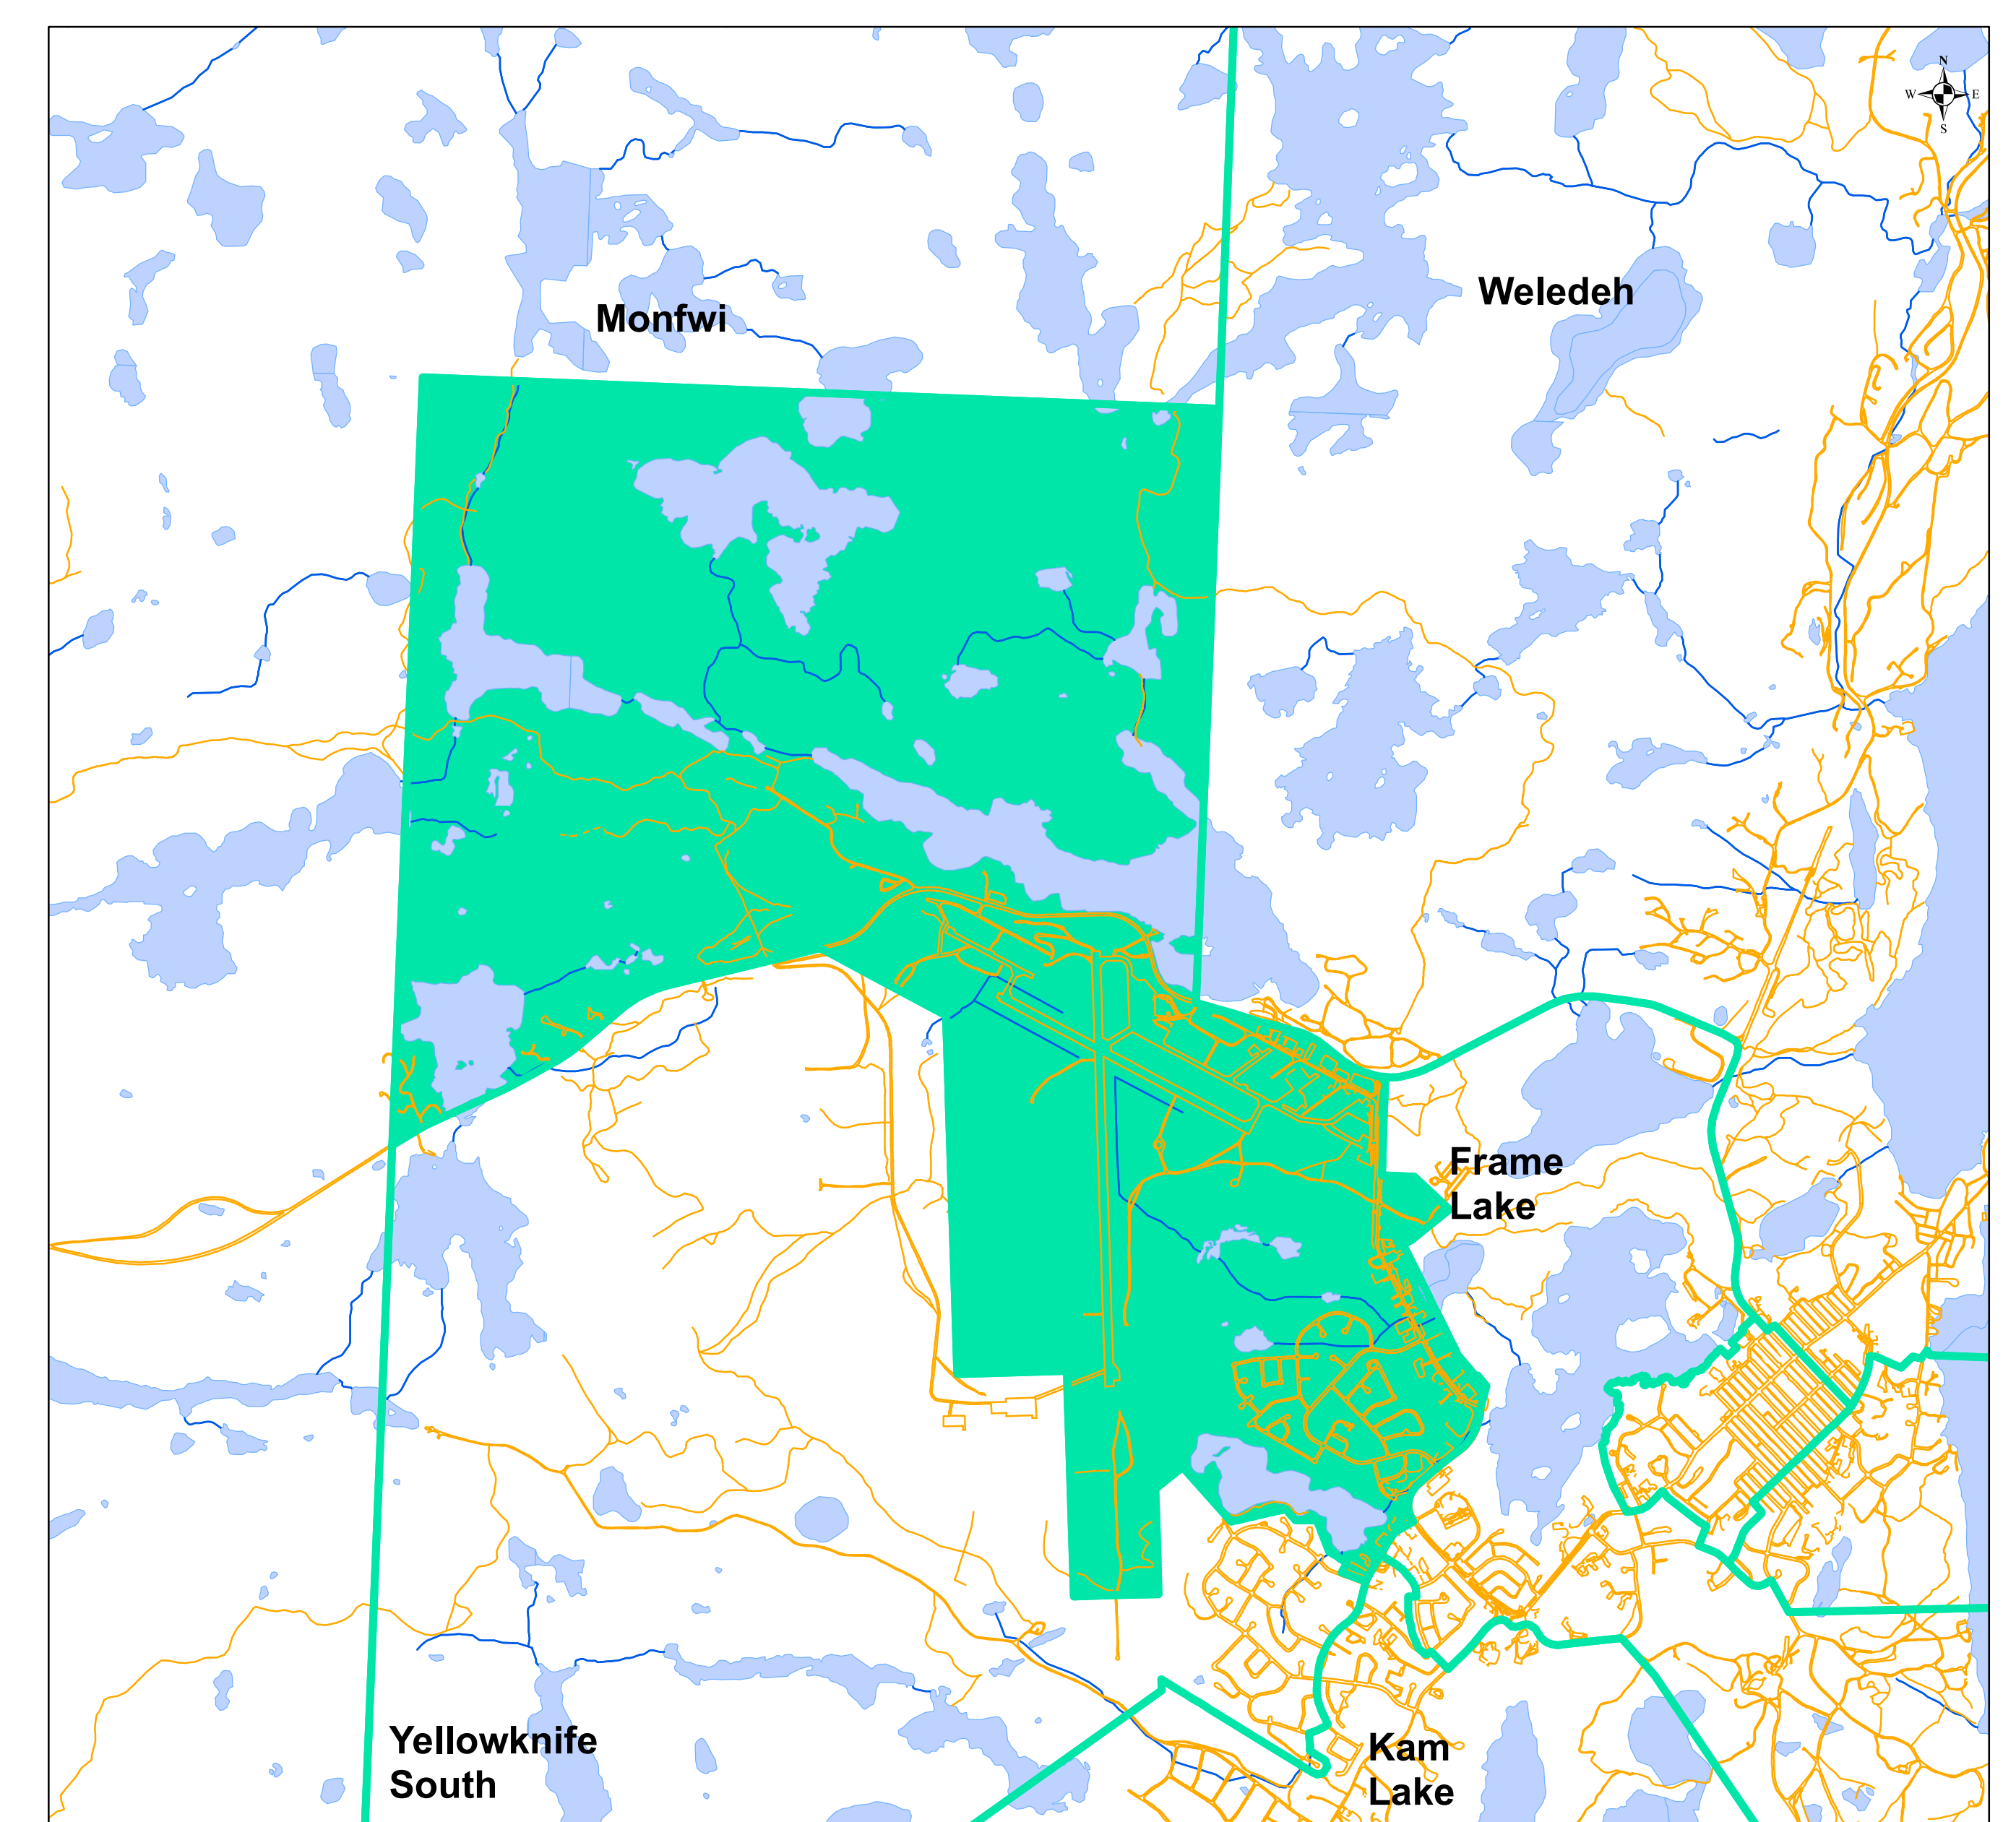 N
W E
S
Weledeh
Monfwi
Frame
Lake
Yellowknife
South
Kam
Lake